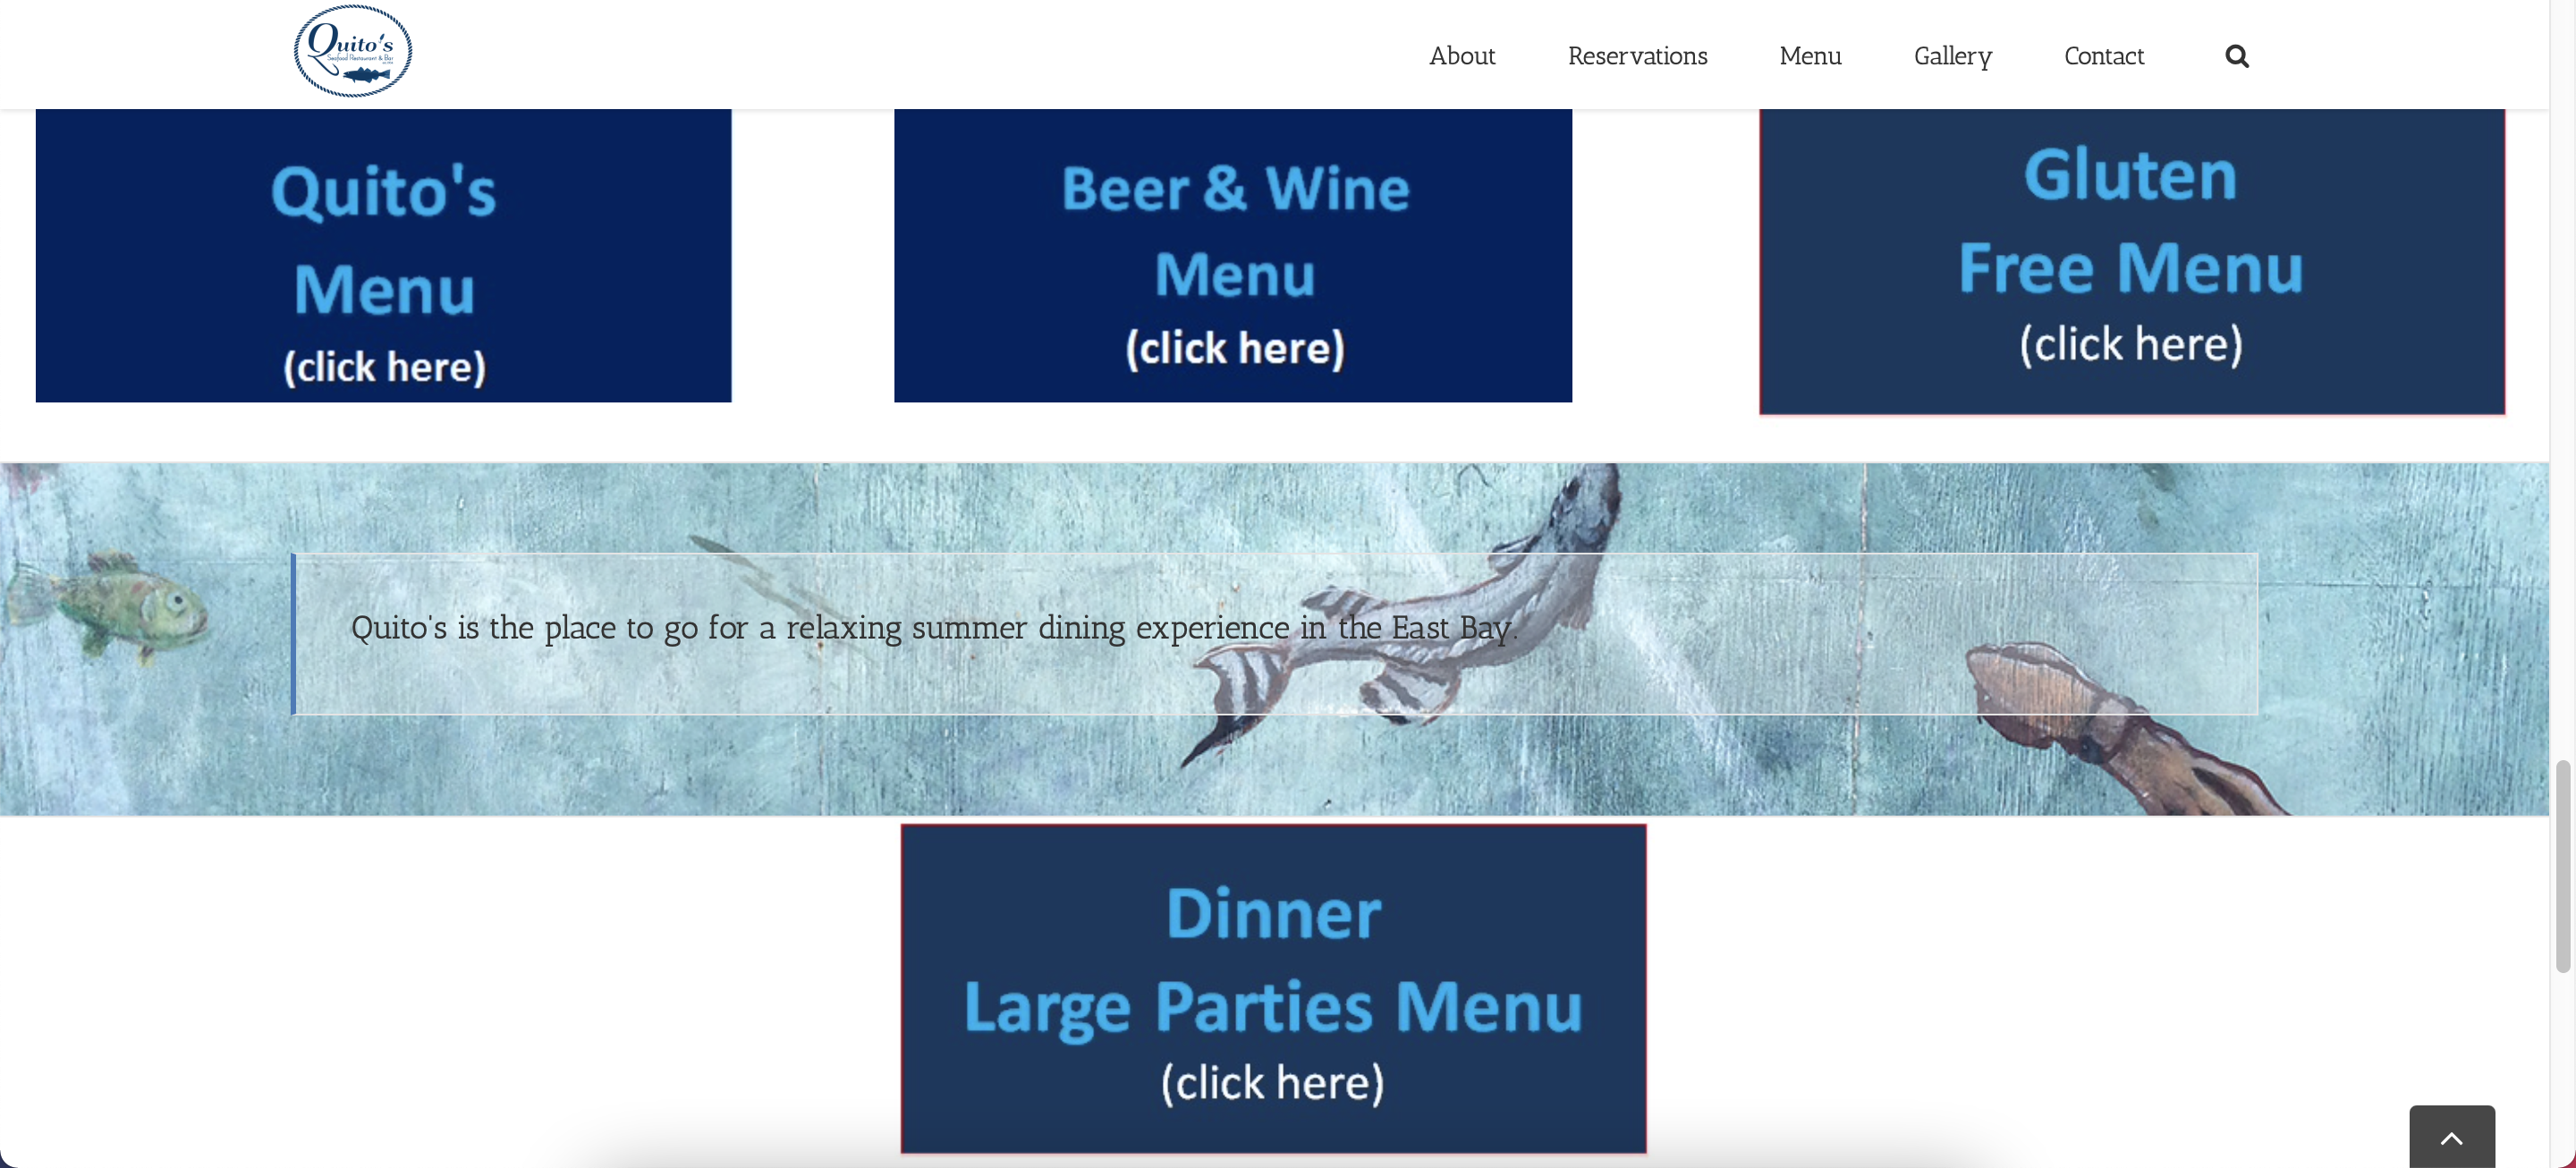 Quito's
Seafood Restaurant & Bar
About
Reservations
Menu
Gallery
Contact
Quito's
Menu
(click here)
Beer & Wine
Menu
(click here)
Gluten
Free Menu
(click here)
Quito's is the place to go for a relaxing summer dining experience in the East Bay.
Dinner
Large Parties Menu
(click here)